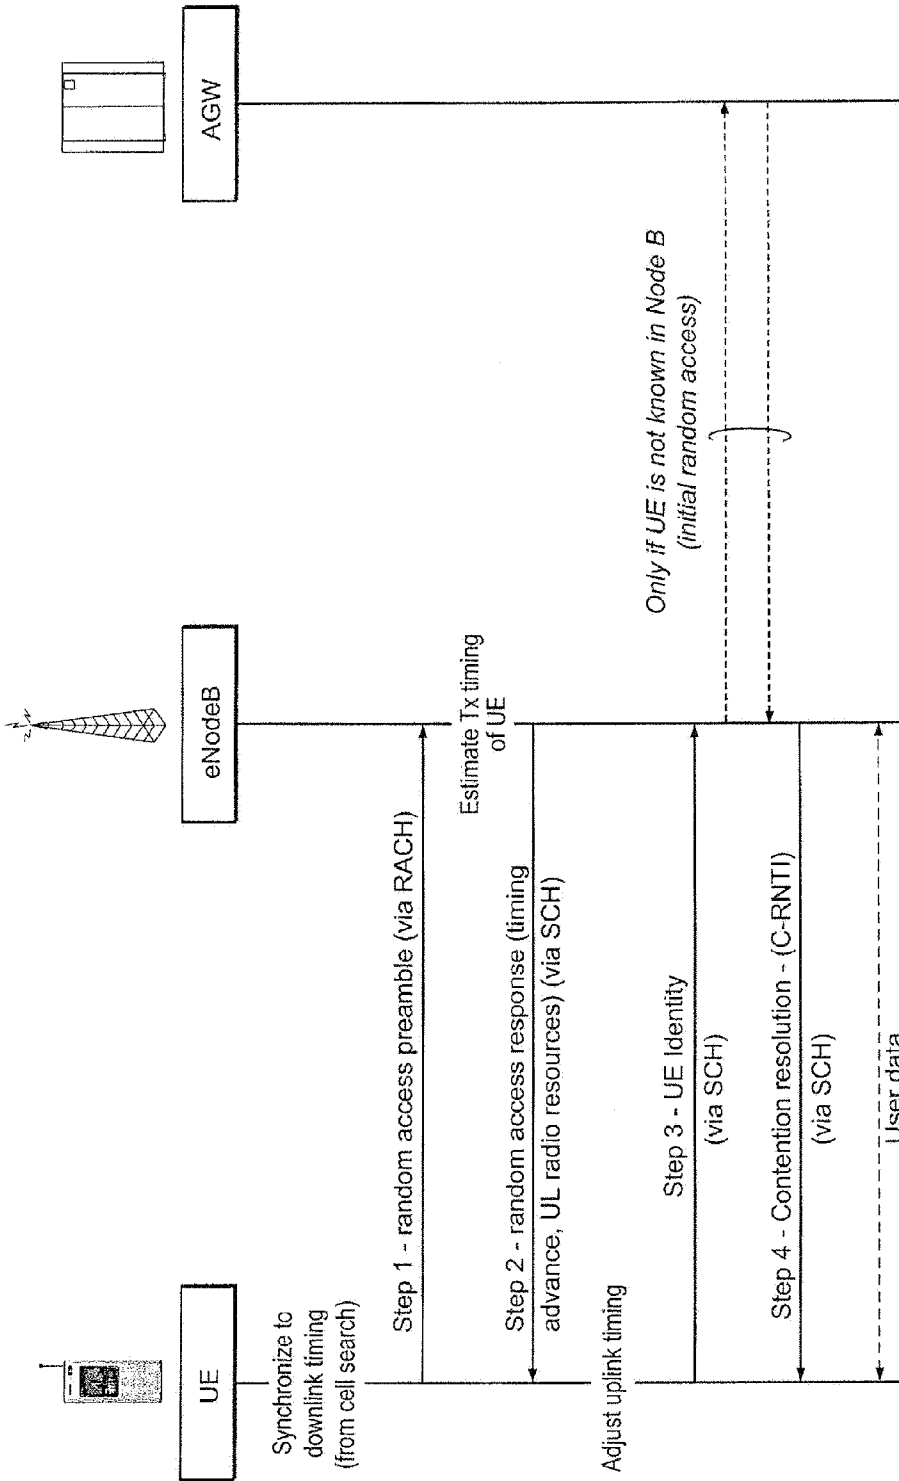 UE
eNodeB
AGW
Synchronize to
downlink timing
(from cell search)
Step 1 - random access preamble (via RACH)
Estimate Tx timing
of UE
Step 2 - random access response (timing
advance, UL radio resources) (via SCH)
Adjust uplink timing
Step 3 - UE Identity
(via SCH)
Only if UE is not known in Node B
(initial random access)
Step 4 - Contention resolution - (C-RNTI)
(via SCH)
User data